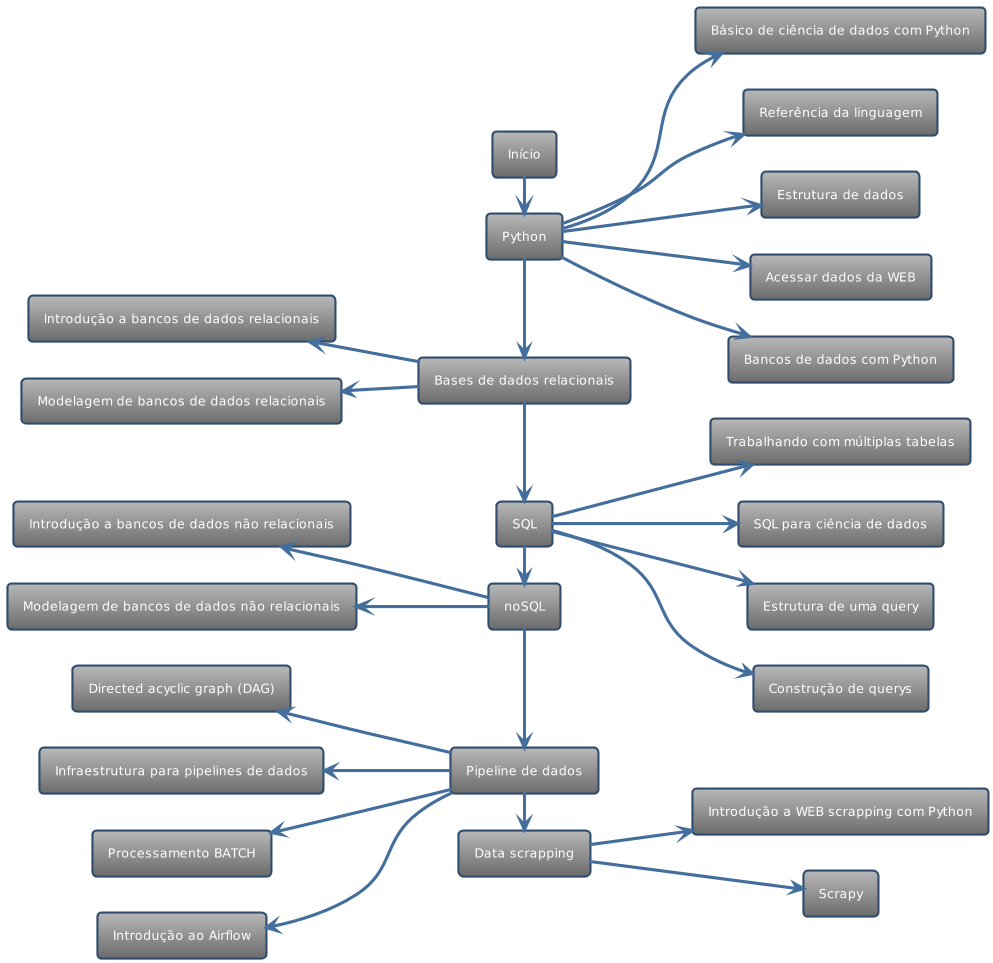 Básico de ciência de dados com Python
Referência da linguagem
Início
Estrutura de dados
Python
Acessar dados da WEB
Introdução a bancos de dados relacionais
Bancos de dados com Python
Bases de dados relacionais
Modelagem de bancos de dados relacionais
Trabalhando com múltiplas tabelas
Introdução a bancos de dados não relacionais
SQL
SQL para ciência de dados
Modelagem de bancos de dados não relacionais
noSQL
Estrutura de uma query
Directed acyclic graph (DAG)
Construção de querys
Infraestrutura para pipelines de dados
Pipeline de dados
Introdução a WEB scrapping com Python
Processamento BATCH
Data scrapping
Scrapy
Introdução ao Airflow